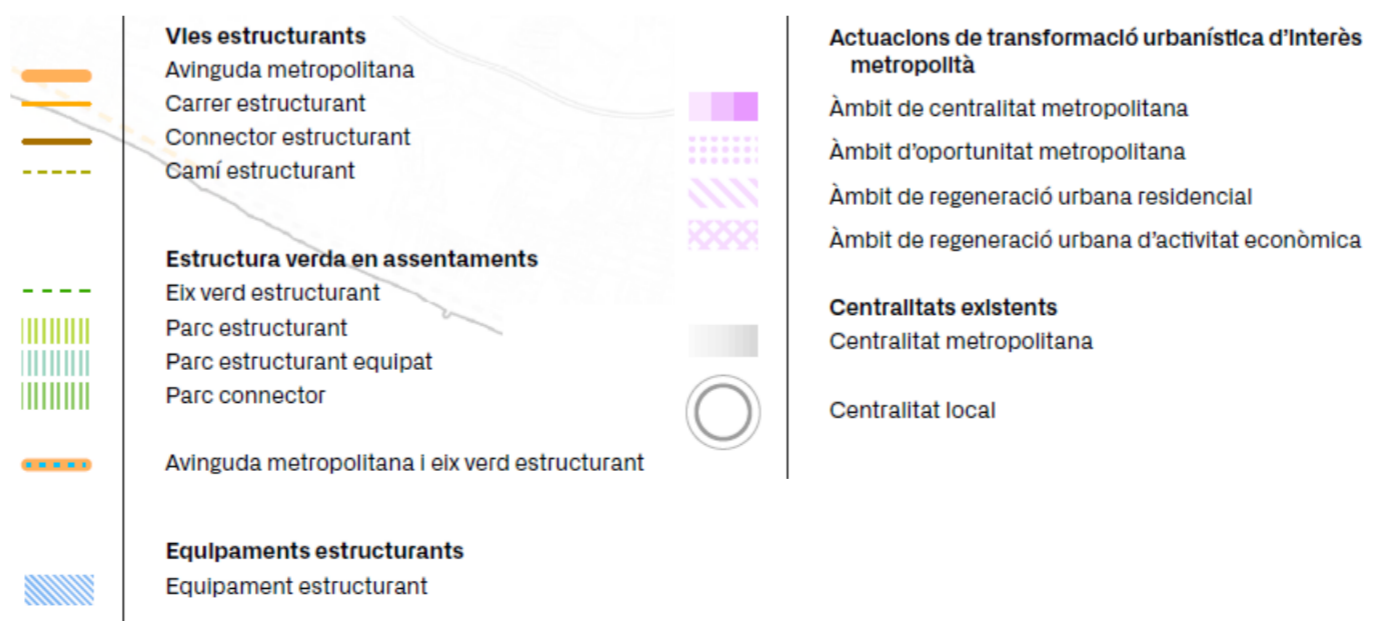 Vies estructurants
Avinguda metropolitana
Carrer estructurant
Connector estructurant
Camí estructurant
Estructura verda en assentaments
Eix verd estructurant
Parc estructurant
Parc estructurant equipat
Parc connector
Avinguda metropolitana i eix verd estructurant
Equipaments estructurants
Equipament estructurant
Actuacions de transformació urbanística d'interès
metropolità
Àmbit de centralitat metropolitana
Àmbit d'oportunitat metropolitana
Àmbit de regeneració urbana residencial
Àmbit de regeneració urbana d'activitat econòmica
Centralitats existents
Centralitat metropolitana
Centralitat local